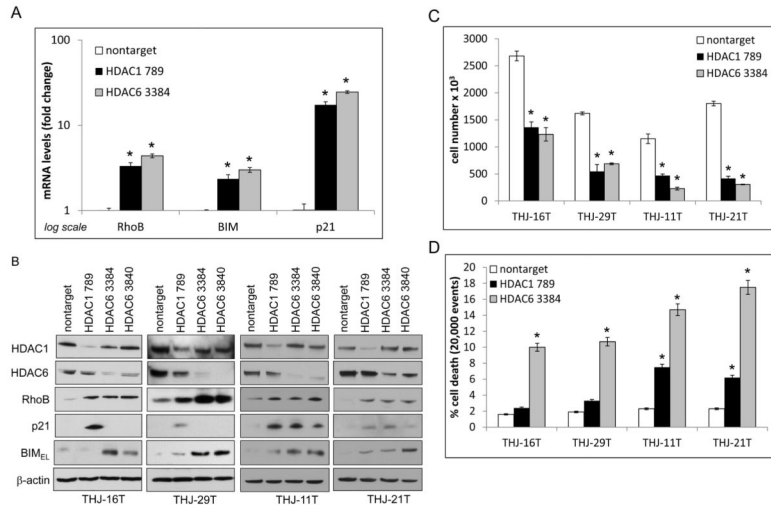 A
mRNA levels (fold change)
100
10
1
nontarget
HDAC1 789
HDAC6 3384
*
*
*
*
*
*
log scale
RhoB
BIM
p21
B
nontarget
HDAC1 789
HDAC6 3384
HDAC6 3840
nontarget
HDAC1 789
HDAC6 3384
HDAC6 3840
nontarget
HDAC1 789
HDAC6 3384
HDAC6 3840
nontarget
HDAC1 789
HDAC6 3384
HDAC6 3840
HDAC1
HDAC6
RhoB
p21
BIMEL
β-actin
THJ-16T
THJ-29T
THJ-11T
THJ-21T
C
cell number x 10³
3000
2500
2000
1500
1000
500
0
nontarget
HDAC1 789
HDAC6 3384
* *
* *
* *
* *
THJ-16T
THJ-29T
THJ-11T
THJ-21T
D
% cell death (20,000 events)
20
18
16
14
12
10
8
6
4
2
0
nontarget
HDAC1 789
HDAC6 3384
*
*
*
*
*
*
THJ-16T
THJ-29T
THJ-11T
THJ-21T